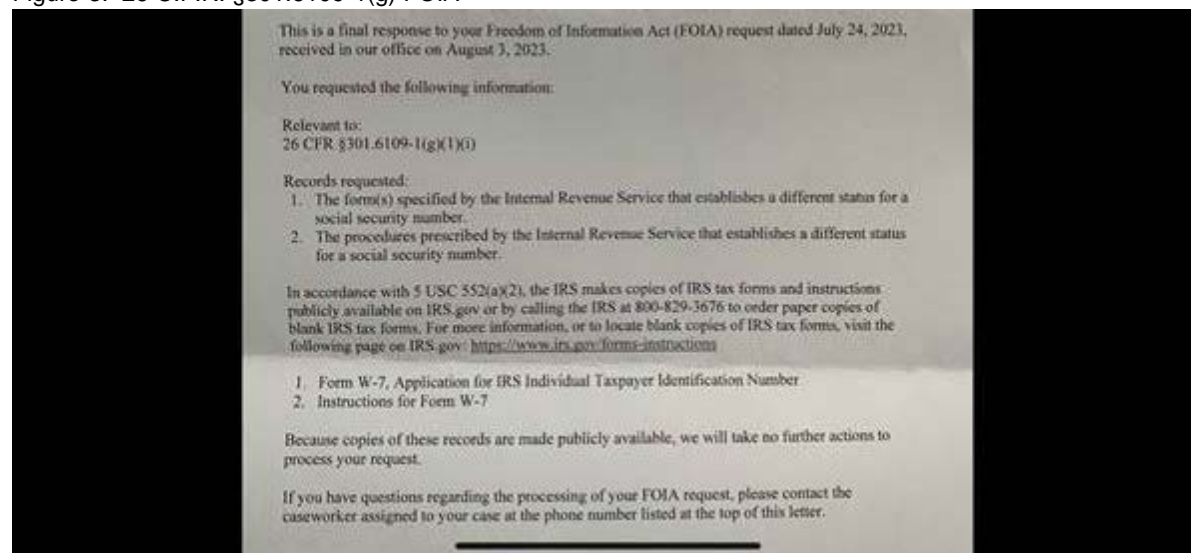 This is a final response to your Freedom of Information Act (FOIA) request dated July 24, 2023,
received in our office on August 3, 2023.
You requested the following information:
Relevant to:
26 CFR §301.6109-1(g)(1)(i)
Records requested:
1. The form(s) specified by the Internal Revenue Service that establishes a different status for a
social security number.
2. The procedures prescribed by the Internal Revenue Service that establishes a different status
for a social security number.
In accordance with 5 USC 552(a)(2), the IRS makes copies of IRS tax forms and instructions
publicly available on IRS.gov or by calling the IRS at 800-829-3676 to order paper copies of
blank IRS tax forms. For more information, or to locate blank copies of IRS tax forms, visit the
following page on IRS.gov: https://www.irs.gov/forms-instructions
1. Form W-7, Application for IRS Individual Taxpayer Identification Number
2. Instructions for Form W-7
Because copies of these records are made publicly available, we will take no further actions to
process your request.
If you have questions regarding the processing of your FOIA request, please contact the
caseworker assigned to your case at the phone number listed at the top of this letter.